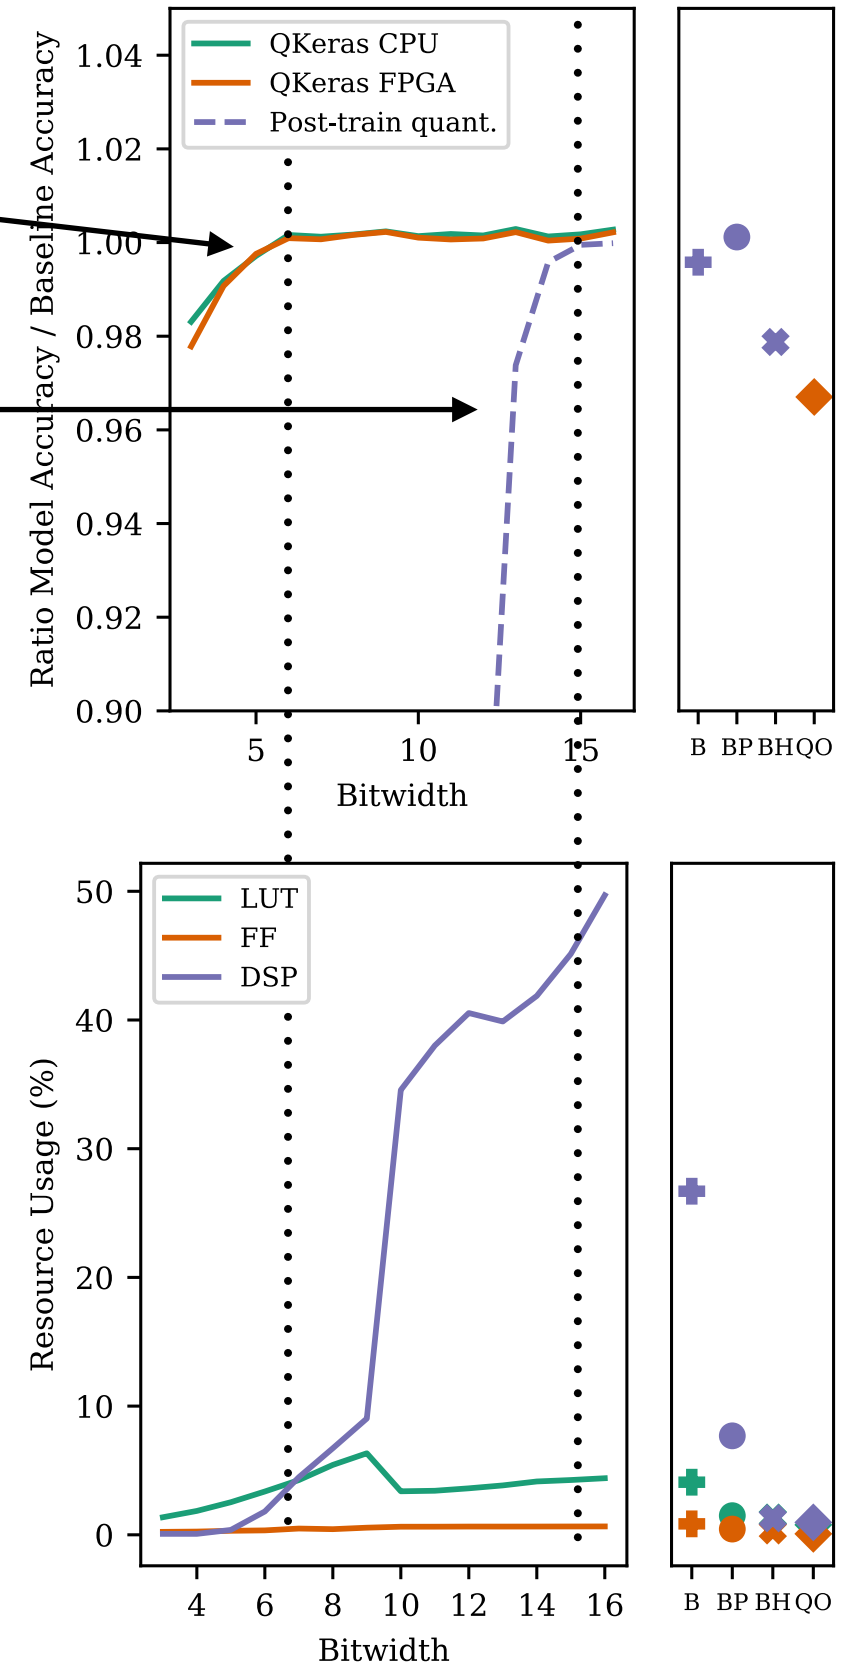 Ratio Model Accuracy / Baseline Accuracy
1.04
1.02
1.00
0.98
0.96
0.94
0.92
0.90
QKeras CPU
QKeras FPGA
Post-train quant.
5 10 15
Bitwidth
B BP BH QO
Resource Usage (%)
50
40
30
20
10
0
LUT
FF
DSP
4 6 8 10 12 14 16
Bitwidth
B BP BH QO